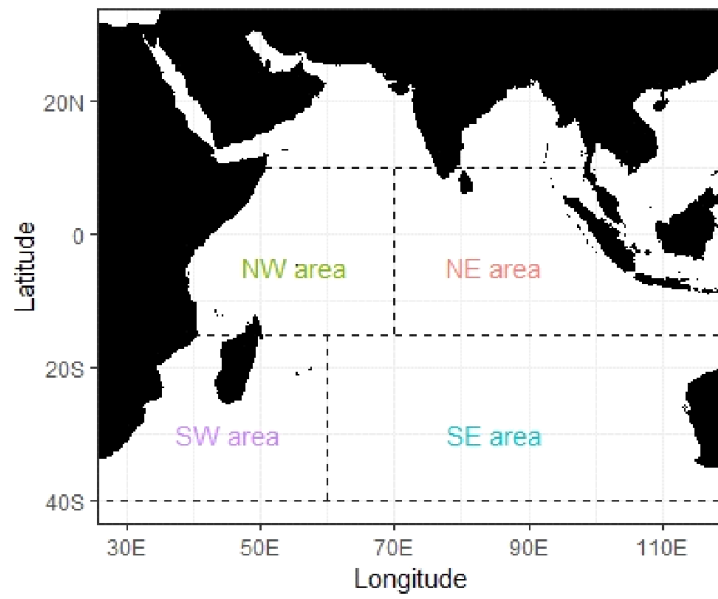 20N
0
20S
40S
Latitude
NW area
NE area
SW area
SE area
30E
50E
70E
90E
110E
Longitude